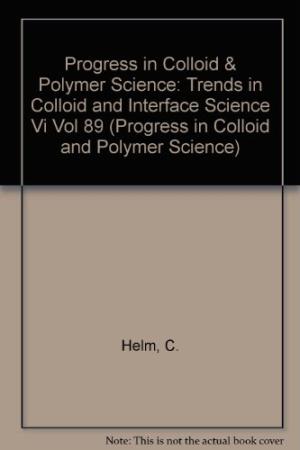 Progress in Colloid &
Polymer Science: Trends in
Colloid and Interface Science
Vi Vol 89 (Progress in Colloid
and Polymer Science)
Helm, C.
Note: This is not the actual book cover